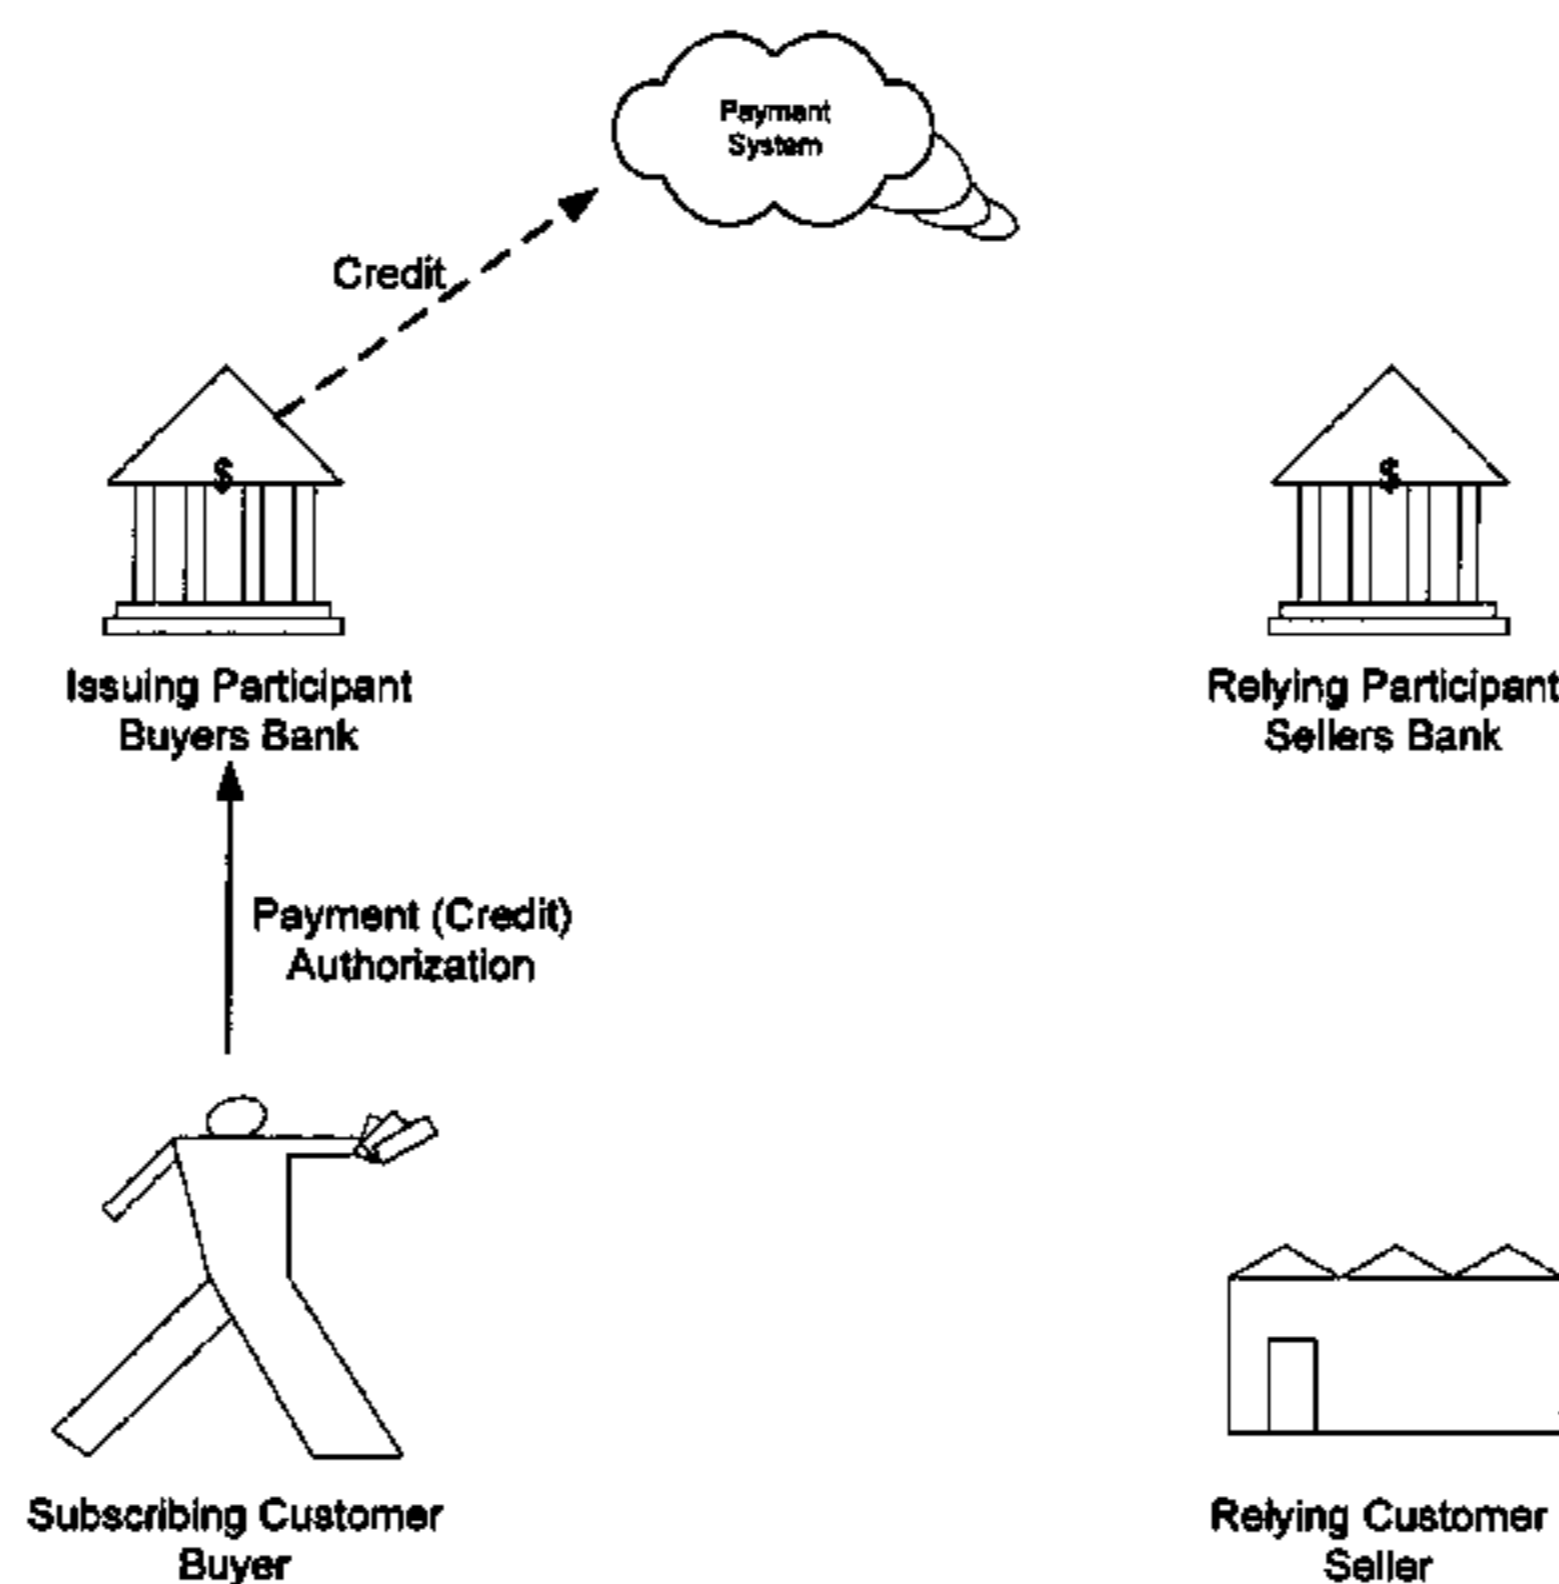 Payment
System
Credit
$
$
Issuing Participant
Buyers Bank
Relying Participant
Sellers Bank
Payment (Credit)
Authorization
Subscribing Customer
Buyer
Relying Customer
Seller